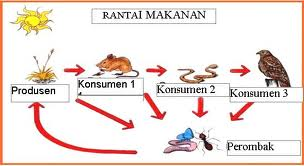 RANTAI MAKANAN
Produsen
Konsumen 1
Konsumen 2
Konsumen 3
Perombak